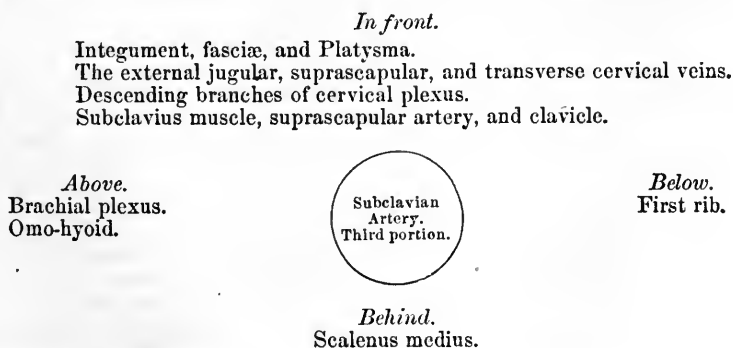 In front.
Integument, fasciæ, and Platysma.
The external jugular, suprascapular, and transverse cervical veins.
Descending branches of cervical plexus.
Subclavius muscle, suprascapular artery, and clavicle.
Above.
Brachial plexus.
Omo-hyoid.
Subclavian
Artery.
Third portion.
Below.
First rib.
Behind.
Scalenus medius.